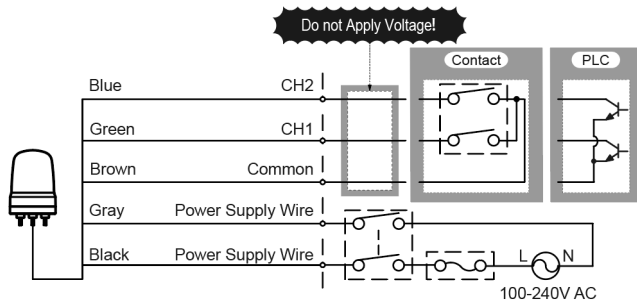 Do not Apply Voltage!
Contact
PLC
Blue CH2
Green CH1
Brown Common
Gray Power Supply Wire
Black Power Supply Wire
L N
100-240V AC